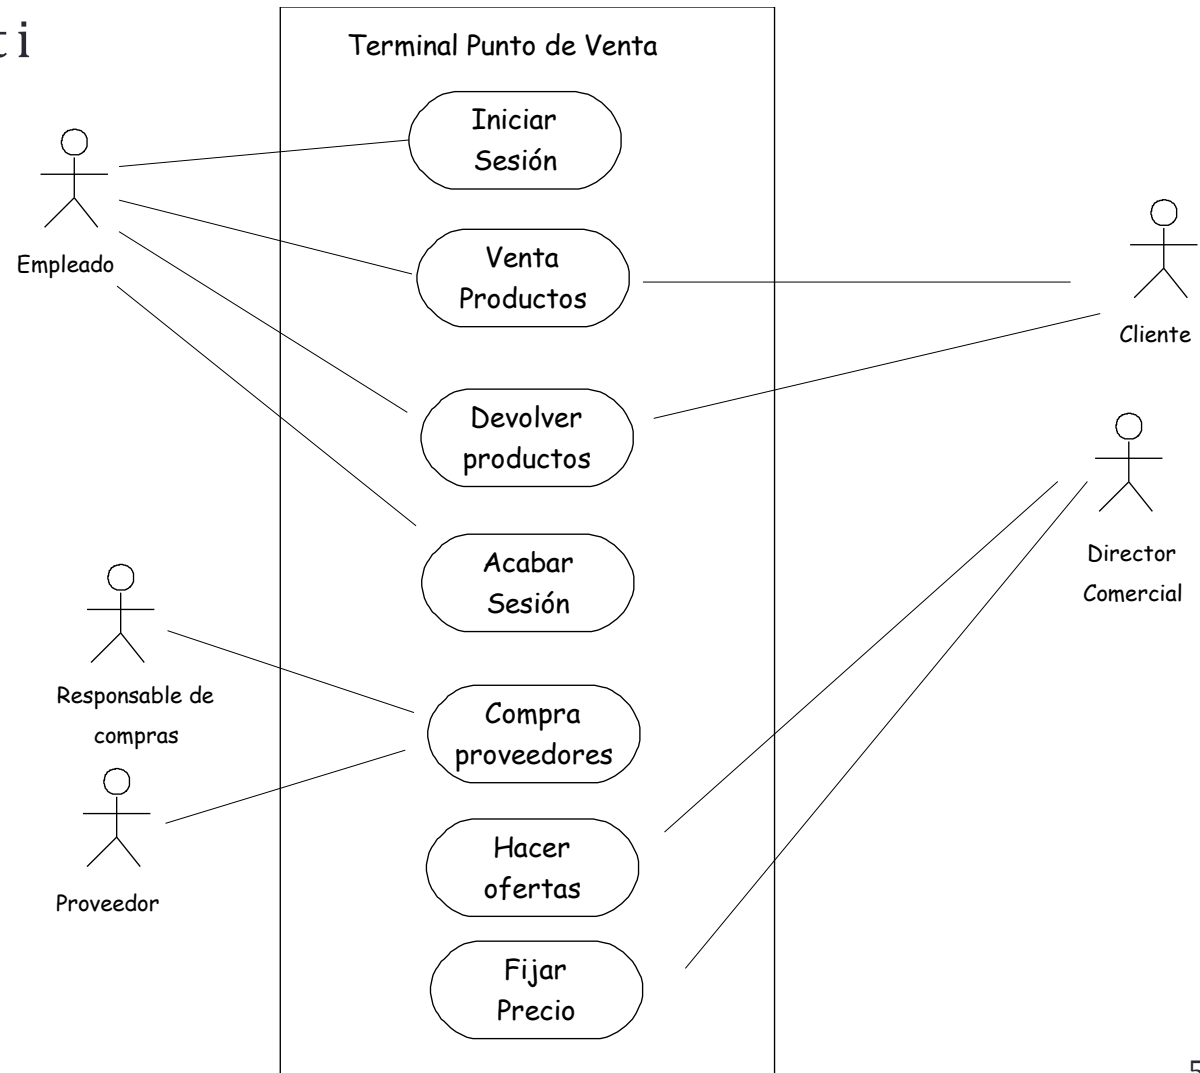 ti
Terminal Punto de Venta
Iniciar
Sesión
Empleado
Venta
Productos
Cliente
Devolver
productos
Director
Comercial
Acabar
Sesión
Responsable de
compras
Compra
proveedores
Proveedor
Hacer
ofertas
Fijar
Precio
5